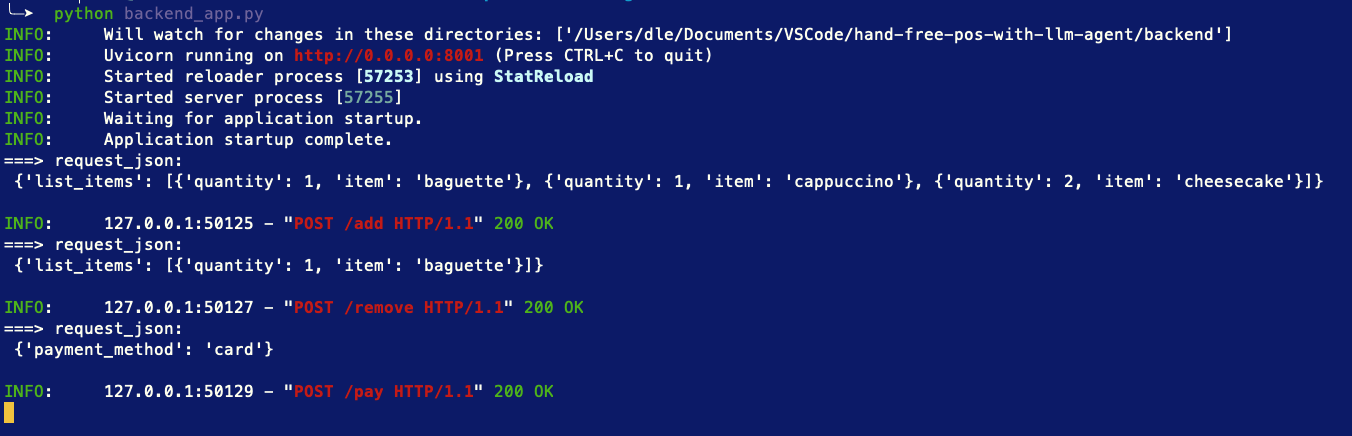 python backend_app.py
INFO:     Will watch for changes in these directories: ['/Users/dle/Documents/VSCode/hand-free-pos-with-llm-agent/backend']
INFO:     Uvicorn running on http://0.0.0.0:8001 (Press CTRL+C to quit)
INFO:     Started reloader process [57253] using StatReload
INFO:     Started server process [57255]
INFO:     Waiting for application startup.
INFO:     Application startup complete.
===> request_json:
 {'list_items': [{'quantity': 1, 'item': 'baguette'}, {'quantity': 1, 'item': 'cappuccino'}, {'quantity': 2, 'item': 'cheesecake'}]}
INFO:     127.0.0.1:50125 – "POST /add HTTP/1.1" 200 OK
===> request_json:
 {'list_items': [{'quantity': 1, 'item': 'baguette'}]}
INFO:     127.0.0.1:50127 – "POST /remove HTTP/1.1" 200 OK
===> request_json:
 {'payment_method': 'card'}
INFO:     127.0.0.1:50129 – "POST /pay HTTP/1.1" 200 OK